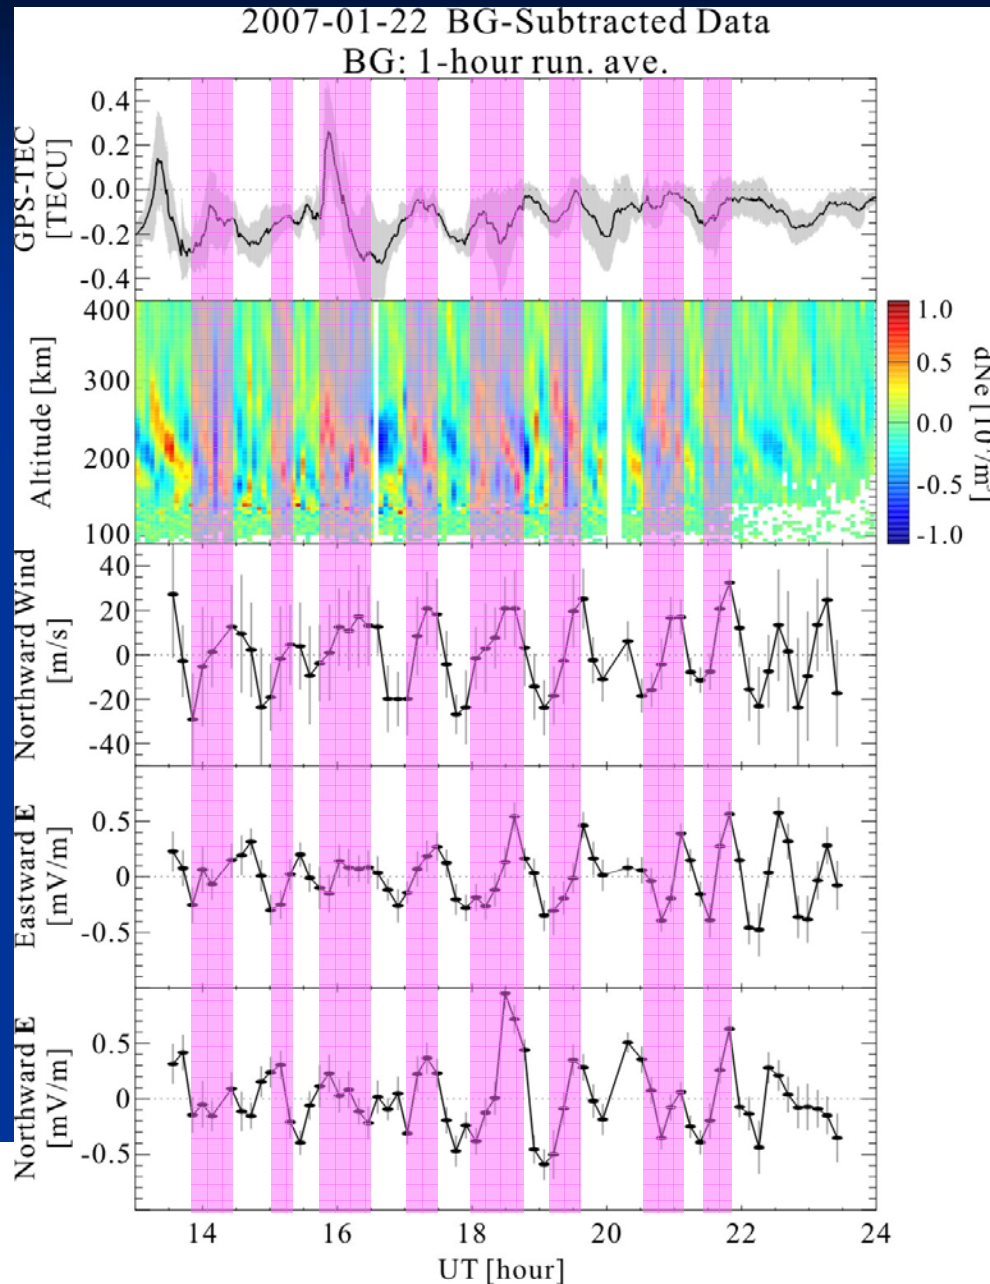 2007-01-22 BG-Subtracted Data
BG: 1-hour run. ave.
GPS-TEC
[TECU]
0.4
0.2
0.0
-0.2
-0.4
Altitude [km]
400
300
200
100
1.0
0.5
0.0
-0.5
-1.0
dNe
Northward Wind
[m/s]
40
20
0
-20
-40
Eastward E
[mV/m]
0.5
0
-0.5
Northward E
[mV/m]
0.5
0
-0.5
14 16 18 20 22 24
UT [hour]